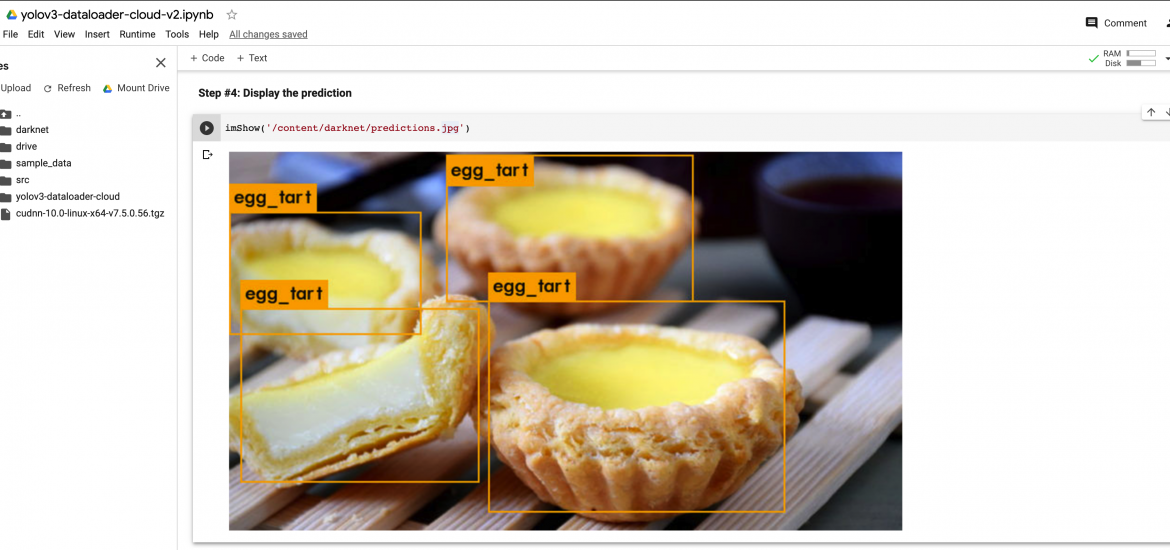 yolov3-dataloader-cloud-v2.ipynb
Comment
File Edit View Insert Runtime Tools Help All changes saved
es
+ Code + Text
RAM
Disk
Upload Refresh Mount Drive
..
darknet
drive
sample_data
src
yolov3-dataloader-cloud
cudnn-10.0-linux-x64-v7.5.0.56.tgz
Step #4: Display the prediction
imShow('/content/darknet/predictions.jpg')
egg_tart
egg_tart
egg_tart
egg_tart